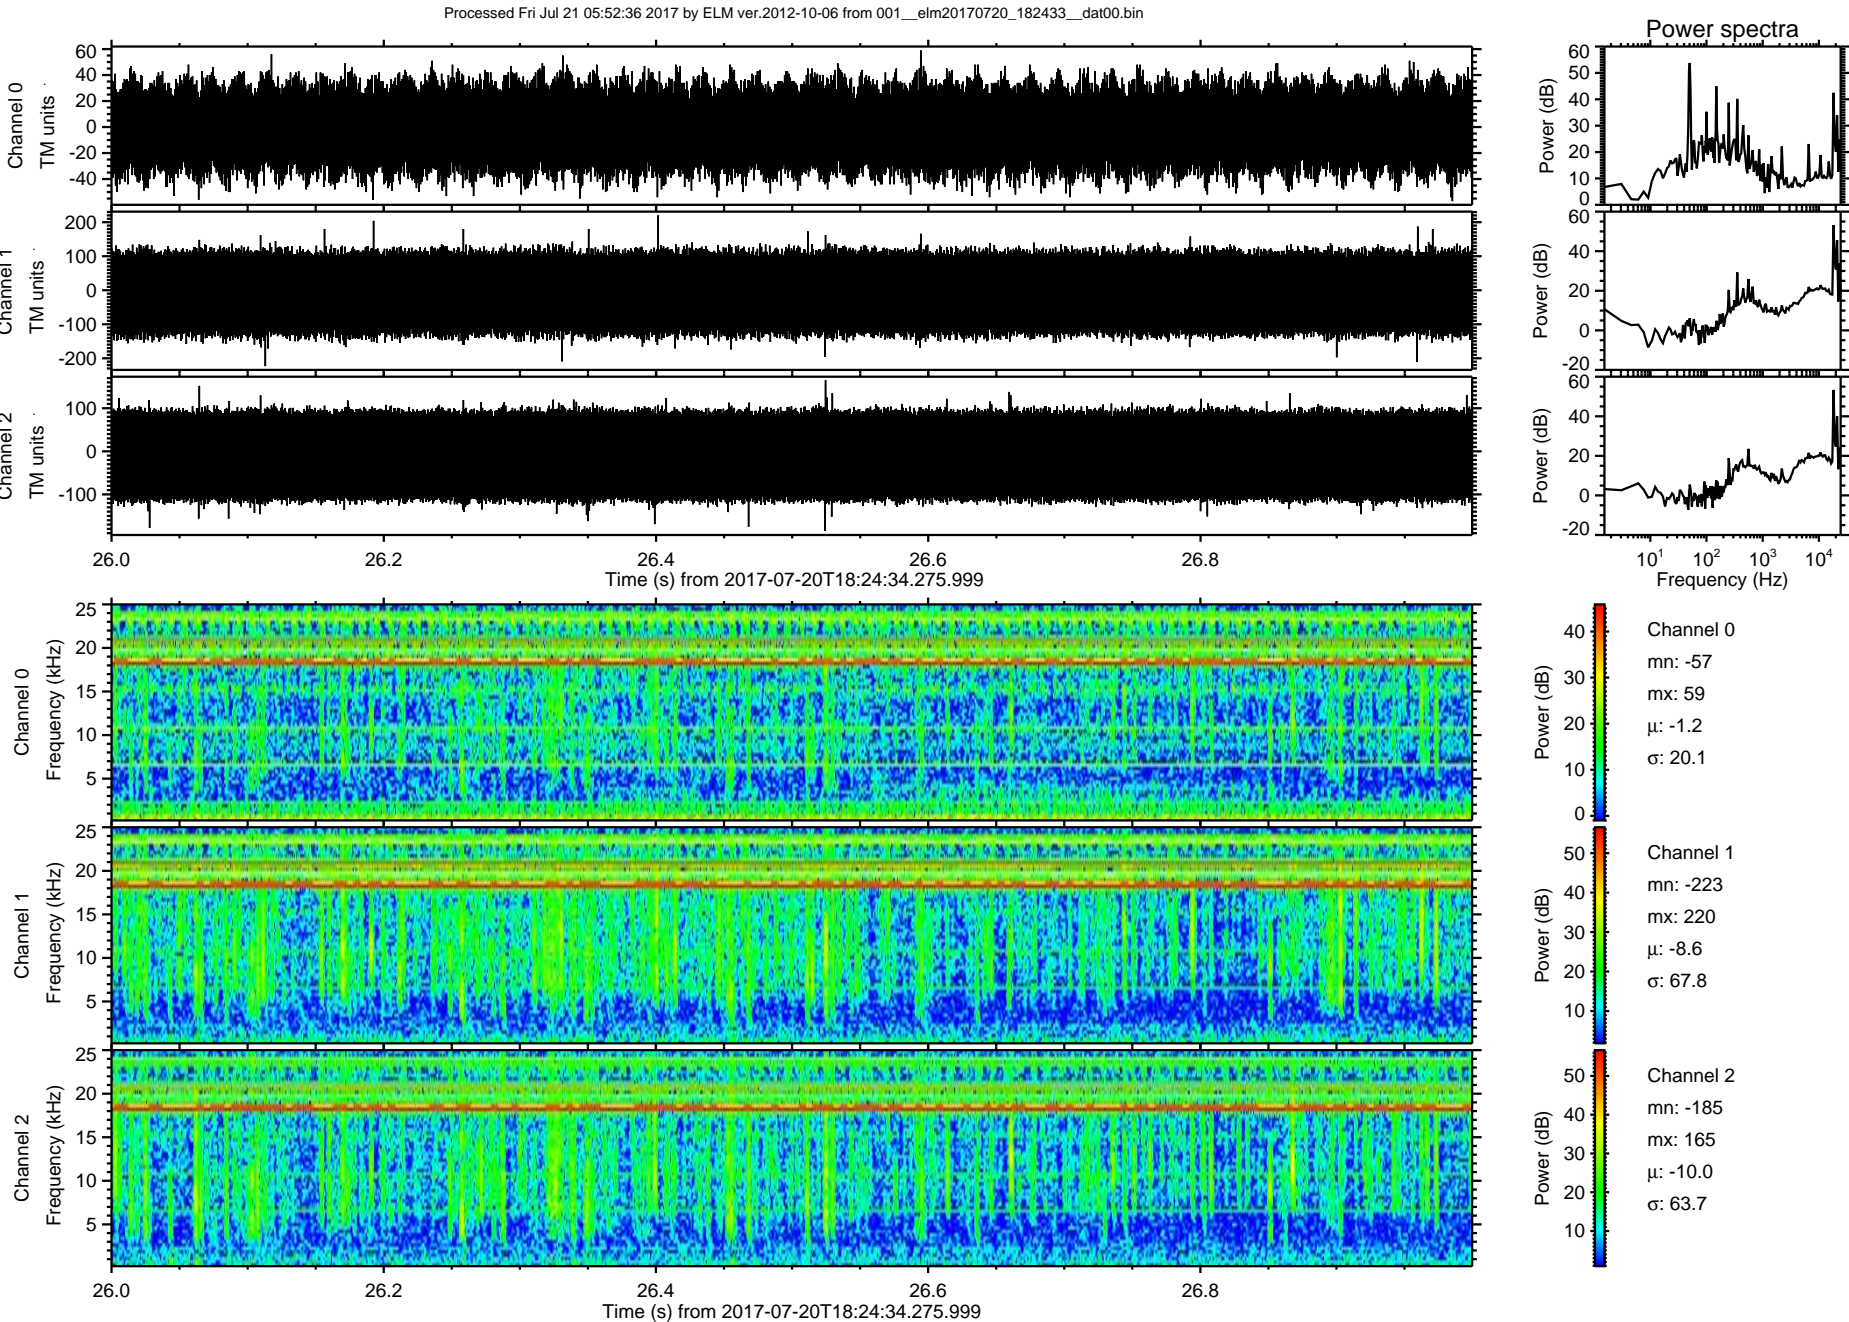 Processed Fri Jul 21 05:52:36 2017 by ELM ver.2012-10-06 from 001__elm20170720_182433__dat00.bin
Power spectra
Channel 0
TM units
60
40
20
0
-20
-40
Power (dB)
60
50
40
30
20
10
0
Channel 1
TM units
200
100
0
-100
-200
Power (dB)
60
40
20
0
-20
Channel 2
TM units
100
0
-100
Power (dB)
60
40
20
0
-20
26.0 26.2 26.4 26.6 26.8
Time (s) from 2017-07-20T18:24:34.275.999
10^1 10^2 10^3 10^4
Frequency (Hz)
Channel 0
Frequency (kHz)
25
20
15
10
5
Power (dB)
40
30
20
10
0
Channel 0
mn: -57
mx: 59
μ: -1.2
σ: 20.1
Channel 1
Frequency (kHz)
25
20
15
10
5
Power (dB)
50
40
30
20
10
Channel 1
mn: -223
mx: 220
μ: -8.6
σ: 67.8
Channel 2
Frequency (kHz)
25
20
15
10
5
Power (dB)
50
40
30
20
10
Channel 2
mn: -185
mx: 165
μ: -10.0
σ: 63.7
26.0 26.2 26.4 26.6 26.8
Time (s) from 2017-07-20T18:24:34.275.999